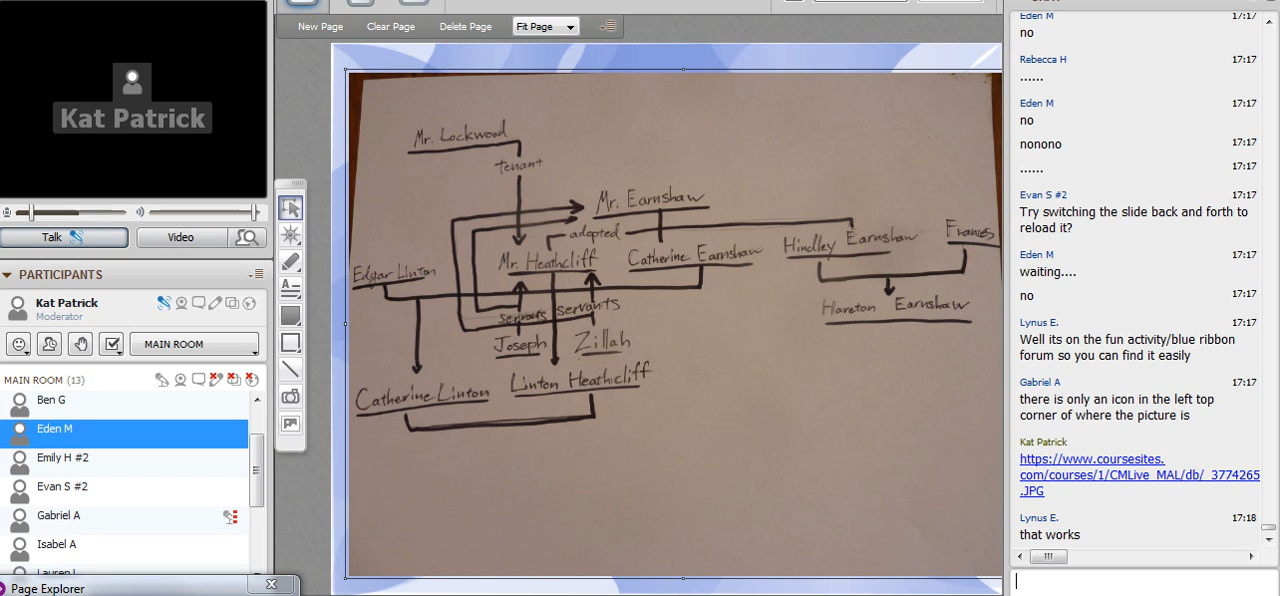 Kat Patrick
Talk
Video
PARTICIPANTS
Kat Patrick
Moderator
MAIN ROOM
MAIN ROOM (13)
Ben G
Eden M
Emily H #2
Evan S #2
Gabriel A
Isabel A
Page Explorer
New Page Clear Page Delete Page Fit Page
Mr. Lockwood
tenant
Mr. Earnshaw
adopted
Mr. Heathcliff
Catherine Earnshaw
Hindley Earnshaw
Frances
Edgar Linton
Hareton Earnshaw
servants servants
Joseph
Zillah
Catherine Linton
Linton Heathcliff
Eden M 17:17
no
Rebecca H 17:17
......
Eden M 17:17
no
nonono 17:17
...... 17:17
Evan S #2 17:17
Try switching the slide back and forth to
reload it?
Eden M 17:17
waiting....
no 17:17
Lynus E. 17:17
Well its on the fun activity/blue ribbon
forum so you can find it easily
Gabriel A 17:17
there is only an icon in the left top
corner of where the picture is
Kat Patrick
https://www.coursesites.
com/courses/1/CMLive_MAL/db/_3774265
.JPG
Lynus E. 17:18
that works